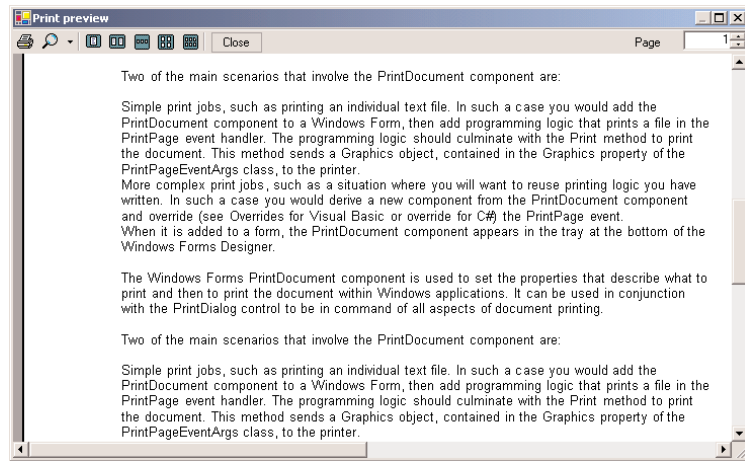 Print preview
Close
Page
1
Two of the main scenarios that involve the PrintDocument component are:
Simple print jobs, such as printing an individual text file. In such a case you would add the
PrintDocument component to a Windows Form, then add programming logic that prints a file in the
PrintPage event handler. The programming logic should culminate with the Print method to print
the document. This method sends a Graphics object, contained in the Graphics property of the
PrintPageEventArgs class, to the printer.
More complex print jobs, such as a situation where you will want to reuse printing logic you have
written. In such a case you would derive a new component from the PrintDocument component
and override (see Overrides for Visual Basic or override for C#) the PrintPage event.
When it is added to a form, the PrintDocument component appears in the tray at the bottom of the
Windows Forms Designer.
The Windows Forms PrintDocument component is used to set the properties that describe what to
print and then to print the document within Windows applications. It can be used in conjunction
with the PrintDialog control to be in command of all aspects of document printing.
Two of the main scenarios that involve the PrintDocument component are:
Simple print jobs, such as printing an individual text file. In such a case you would add the
PrintDocument component to a Windows Form, then add programming logic that prints a file in the
PrintPage event handler. The programming logic should culminate with the Print method to print
the document. This method sends a Graphics object, contained in the Graphics property of the
PrintPageEventArgs class, to the printer.